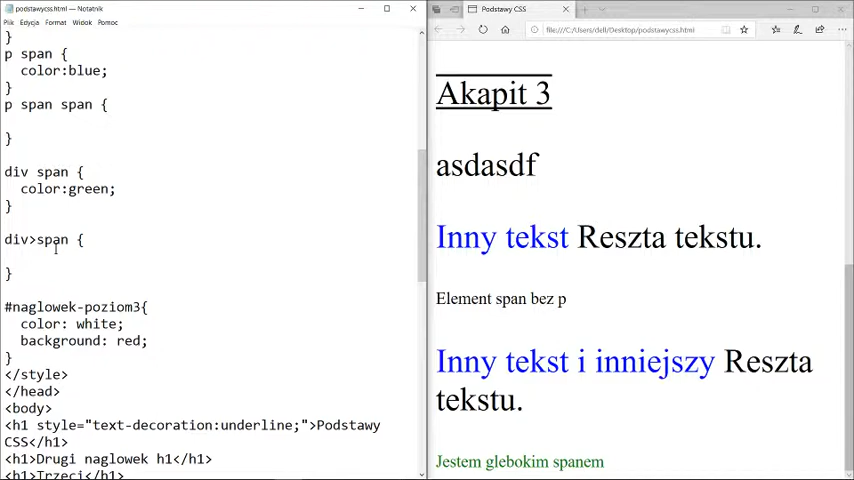 podstawycss.html — Notatnik
Plik Edycja Format Widok Pomoc
}
p span {
  color:blue;
}
p span span {

}

div span {
  color:green;
}

div>span {

}

#naglowek-poziom3{
  color: white;
  background: red;
}
</style>
</head>
<body>
<h1 style="text-decoration:underline;">Podstawy
CSS</h1>
<h1>Drugi naglowek h1</h1>
<h1>Trzeci</h1>
Podstawy CSS
file:///C:/Users/dell/Desktop/podstawycss.html
Akapit 3
asdasdf
Inny tekst Reszta tekstu.
Element span bez p
Inny tekst i inniejszy Reszta
tekstu.
Jestem glebokim spanem